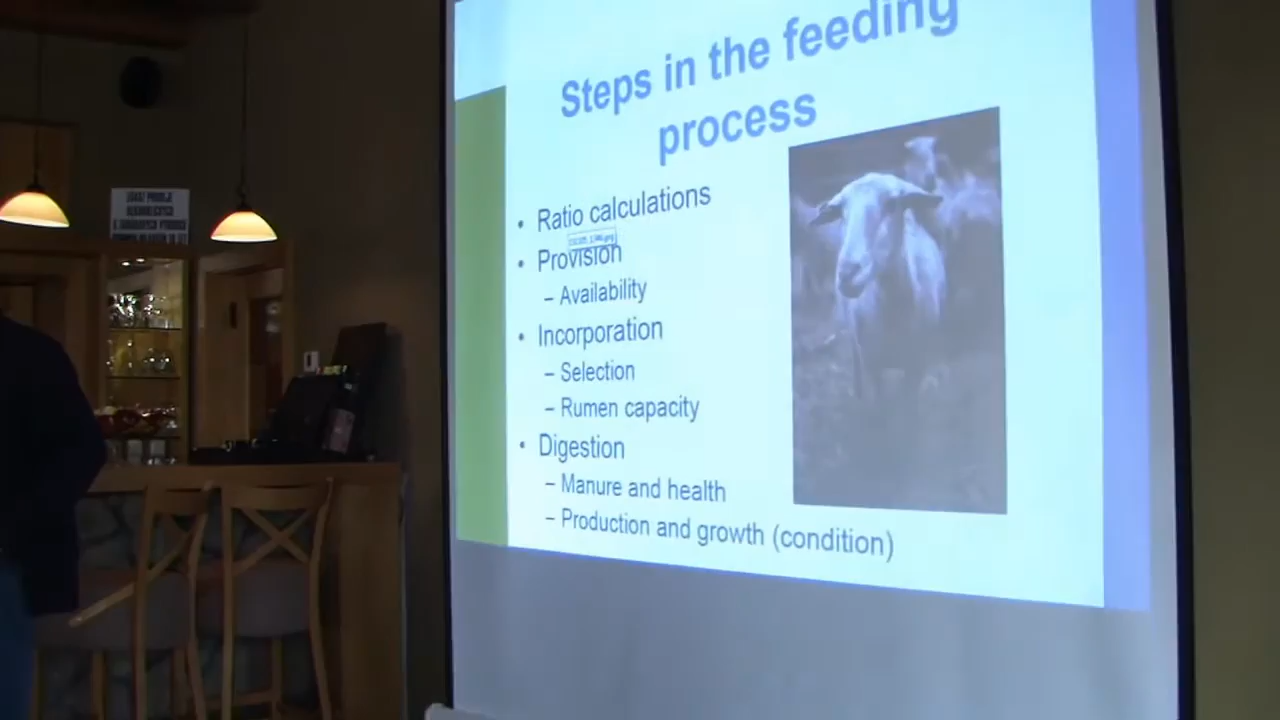 Steps in the feeding
process
• Ratio calculations
• Provision
– Availability
• Incorporation
– Selection
– Rumen capacity
• Digestion
– Manure and health
– Production and growth (condition)